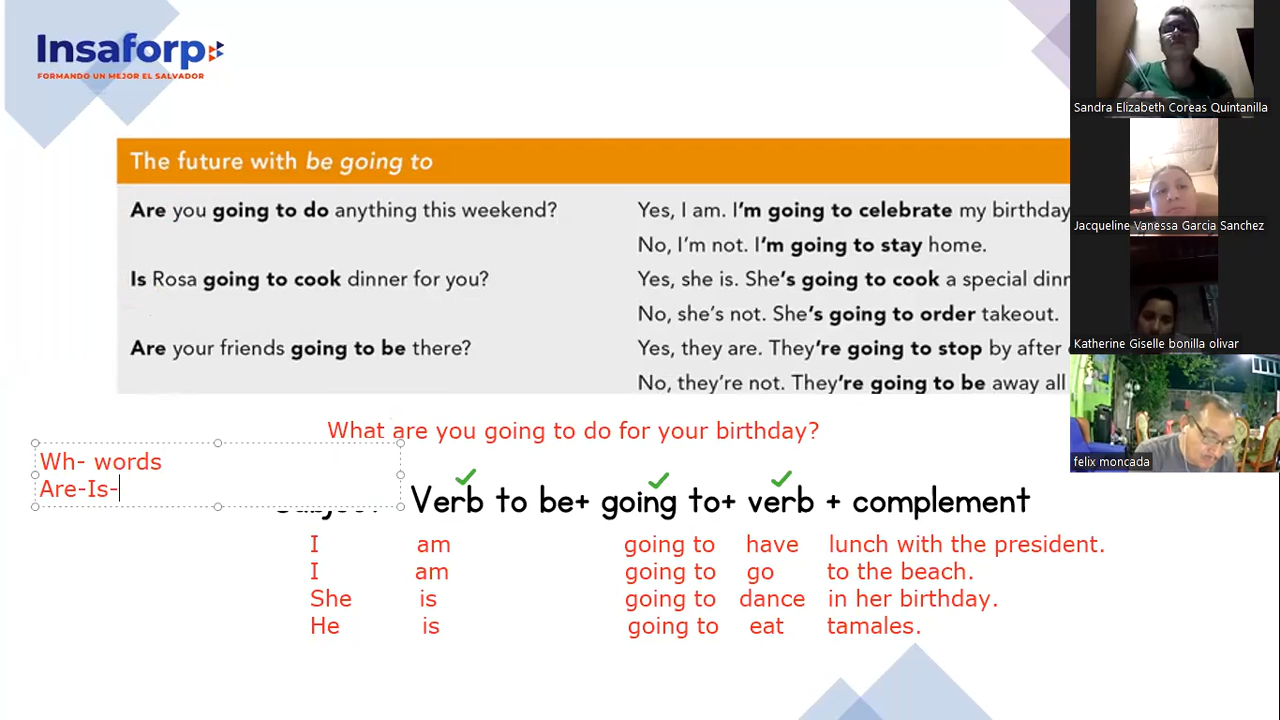 Insaforp
FORMANDO UN MEJOR EL SALVADOR
The future with be going to
Are you going to do anything this weekend?
Yes, I am. I'm going to celebrate my birthday
No, I'm not. I'm going to stay home.
Is Rosa going to cook dinner for you?
Yes, she is. She's going to cook a special
No, she's not. She's going to order takeout.
Are your friends going to be there?
Yes, they are. They're going to stop by after
No, they're not. They're going to be away all
What are you going to do for your birthday?
Wh- words
Are-Is-
Verb to be+ going to+ verb + complement
I am going to have lunch with the president.
I am going to go to the beach.
She is going to dance in her birthday.
He is going to eat tamales.
Sandra Elizabeth Coreas Quintanilla
Jacqueline Vanessa Garcia Sanchez
Katherine Giselle bonilla olivar
felix moncada